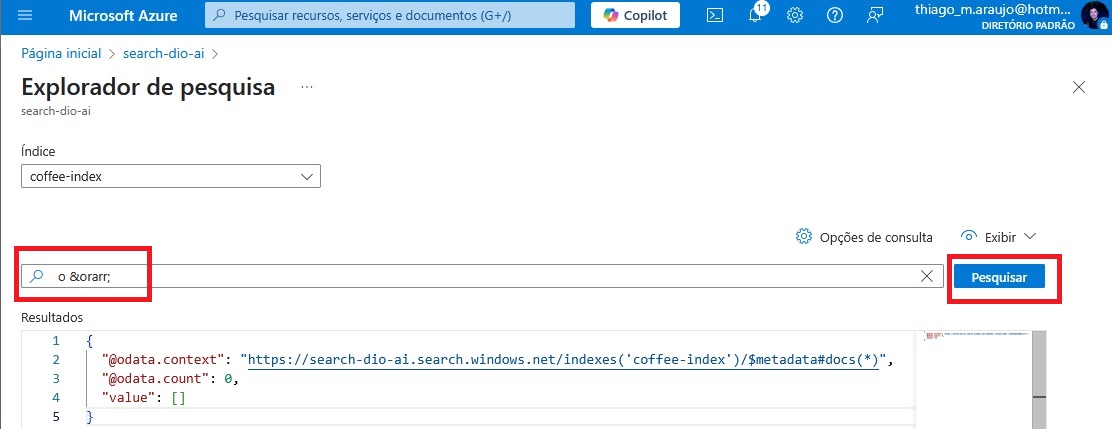 Microsoft Azure
Pesquisar recursos, serviços e documentos (G+/)
Copilot
11
thiago_m.araujo@hotm...
DIRETÓRIO PADRÃO
Página inicial > search-dio-ai >
Explorador de pesquisa ...
search-dio-ai
Índice
coffee-index
Opções de consulta
Exibir
o &orarr;
Pesquisar
Resultados
1 {
2 "@odata.context": "https://search-dio-ai.search.windows.net/indexes('coffee-index')/$metadata#docs(*)",
3 "@odata.count": 0,
4 "value": []
5 }